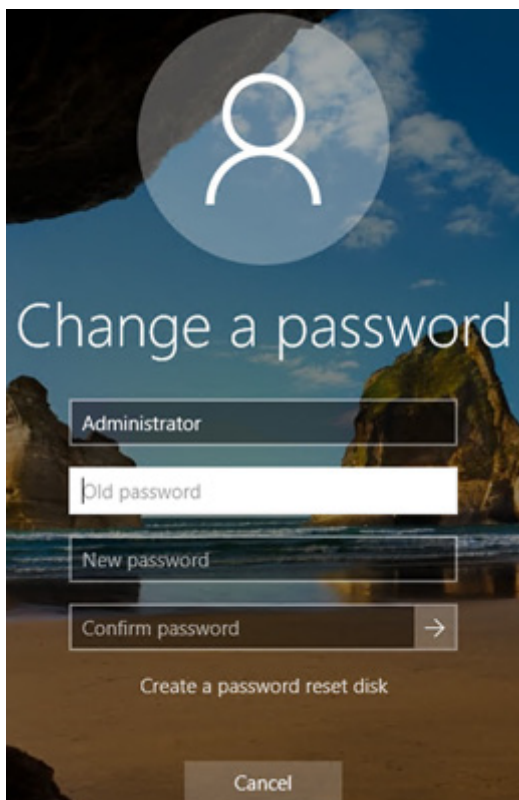 Change a password
Administrator
Old password
New password
Confirm password
Create a password reset disk
Cancel